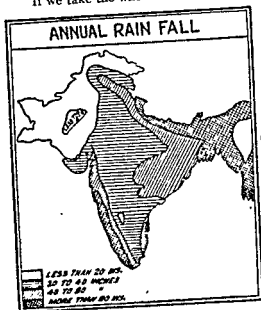 If we take the
ANNUAL RAIN FALL
LESS THAN 20 INS.
20 TO 40 INCHES
40 TO 80 "
MORE THAN 80 INS.